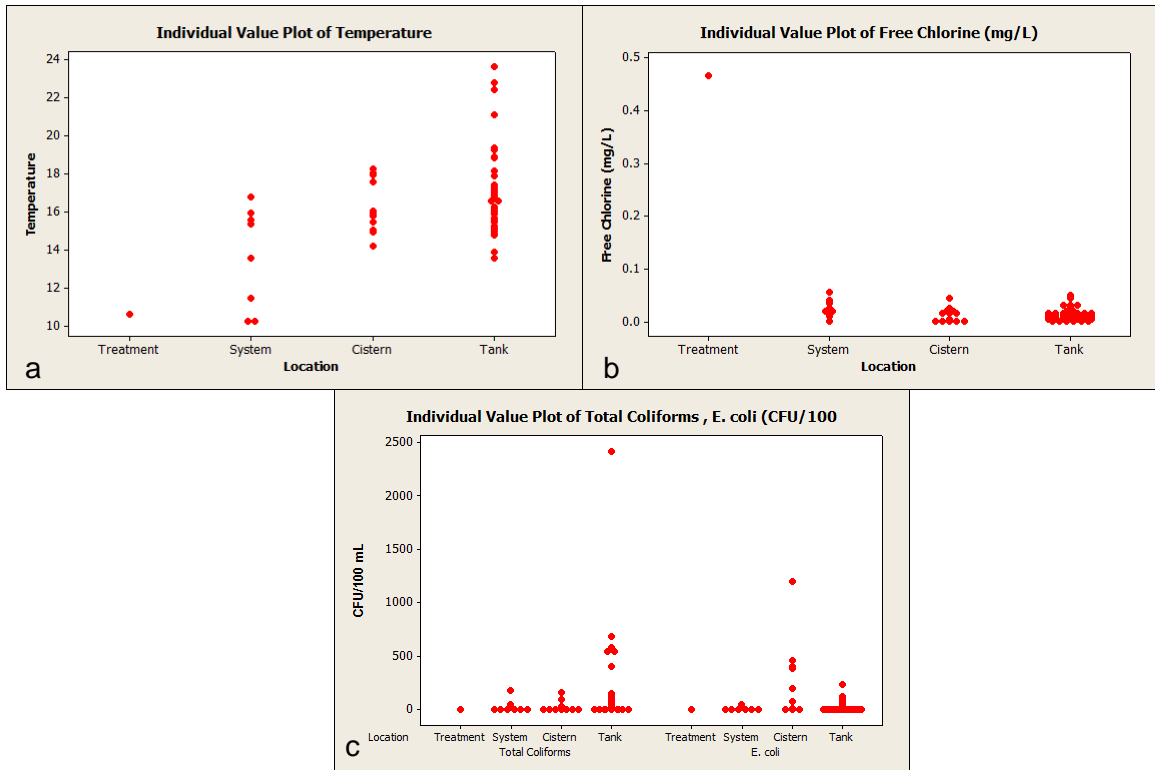 Individual Value Plot of Temperature
24
22
20
18
16
14
12
10
Temperature
Treatment System Cistern Tank
Location
a
Individual Value Plot of Free Chlorine (mg/L)
0.5
0.4
0.3
0.2
0.1
0.0
Free Chlorine (mg/L)
Treatment System Cistern Tank
Location
b
Individual Value Plot of Total Coliforms , E. coli (CFU/100
2500
2000
1500
1000
500
0
CFU/100 mL
Location Treatment System Cistern Tank Treatment System Cistern Tank
Total Coliforms E. coli
c